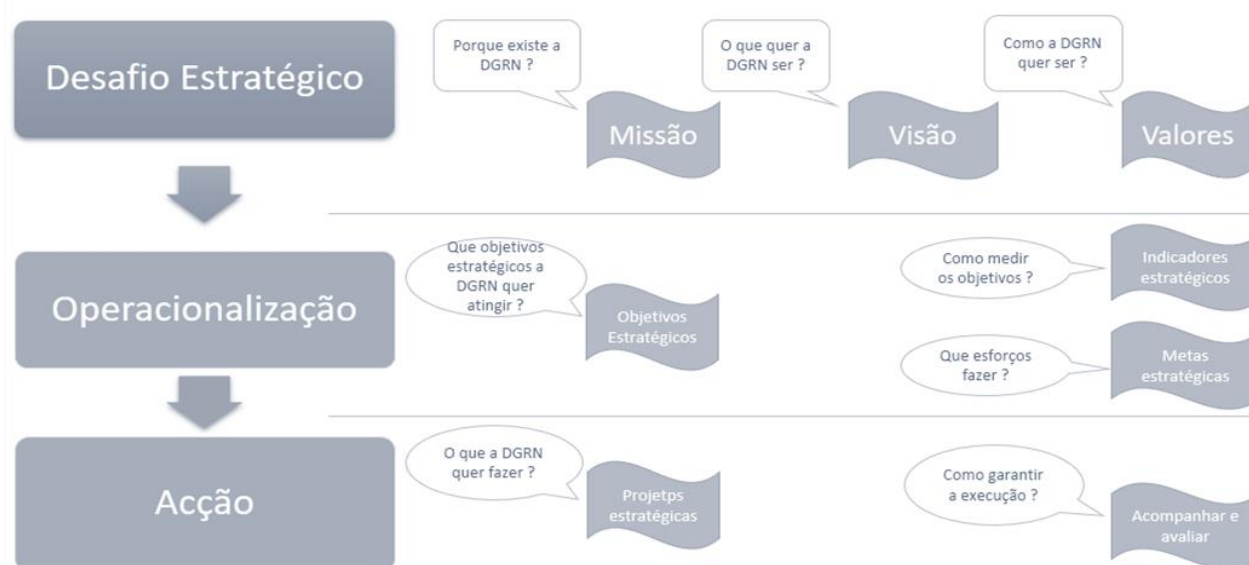 Desafio Estratégico
Porque existe a
DGRN ?
Missão
O que quer a
DGRN ser ?
Visão
Como a DGRN
quer ser ?
Valores
Operacionalização
Que objetivos
estratégicos a
DGRN quer
atingir ?
Objetivos
Estratégicos
Como medir
os objetivos ?
Indicadores
estratégicos
Que esforços
fazer ?
Metas
estratégicas
Acção
O que a DGRN
quer fazer ?
Projetps
estratégicas
Como garantir
a execução ?
Acompanhar e
avaliar